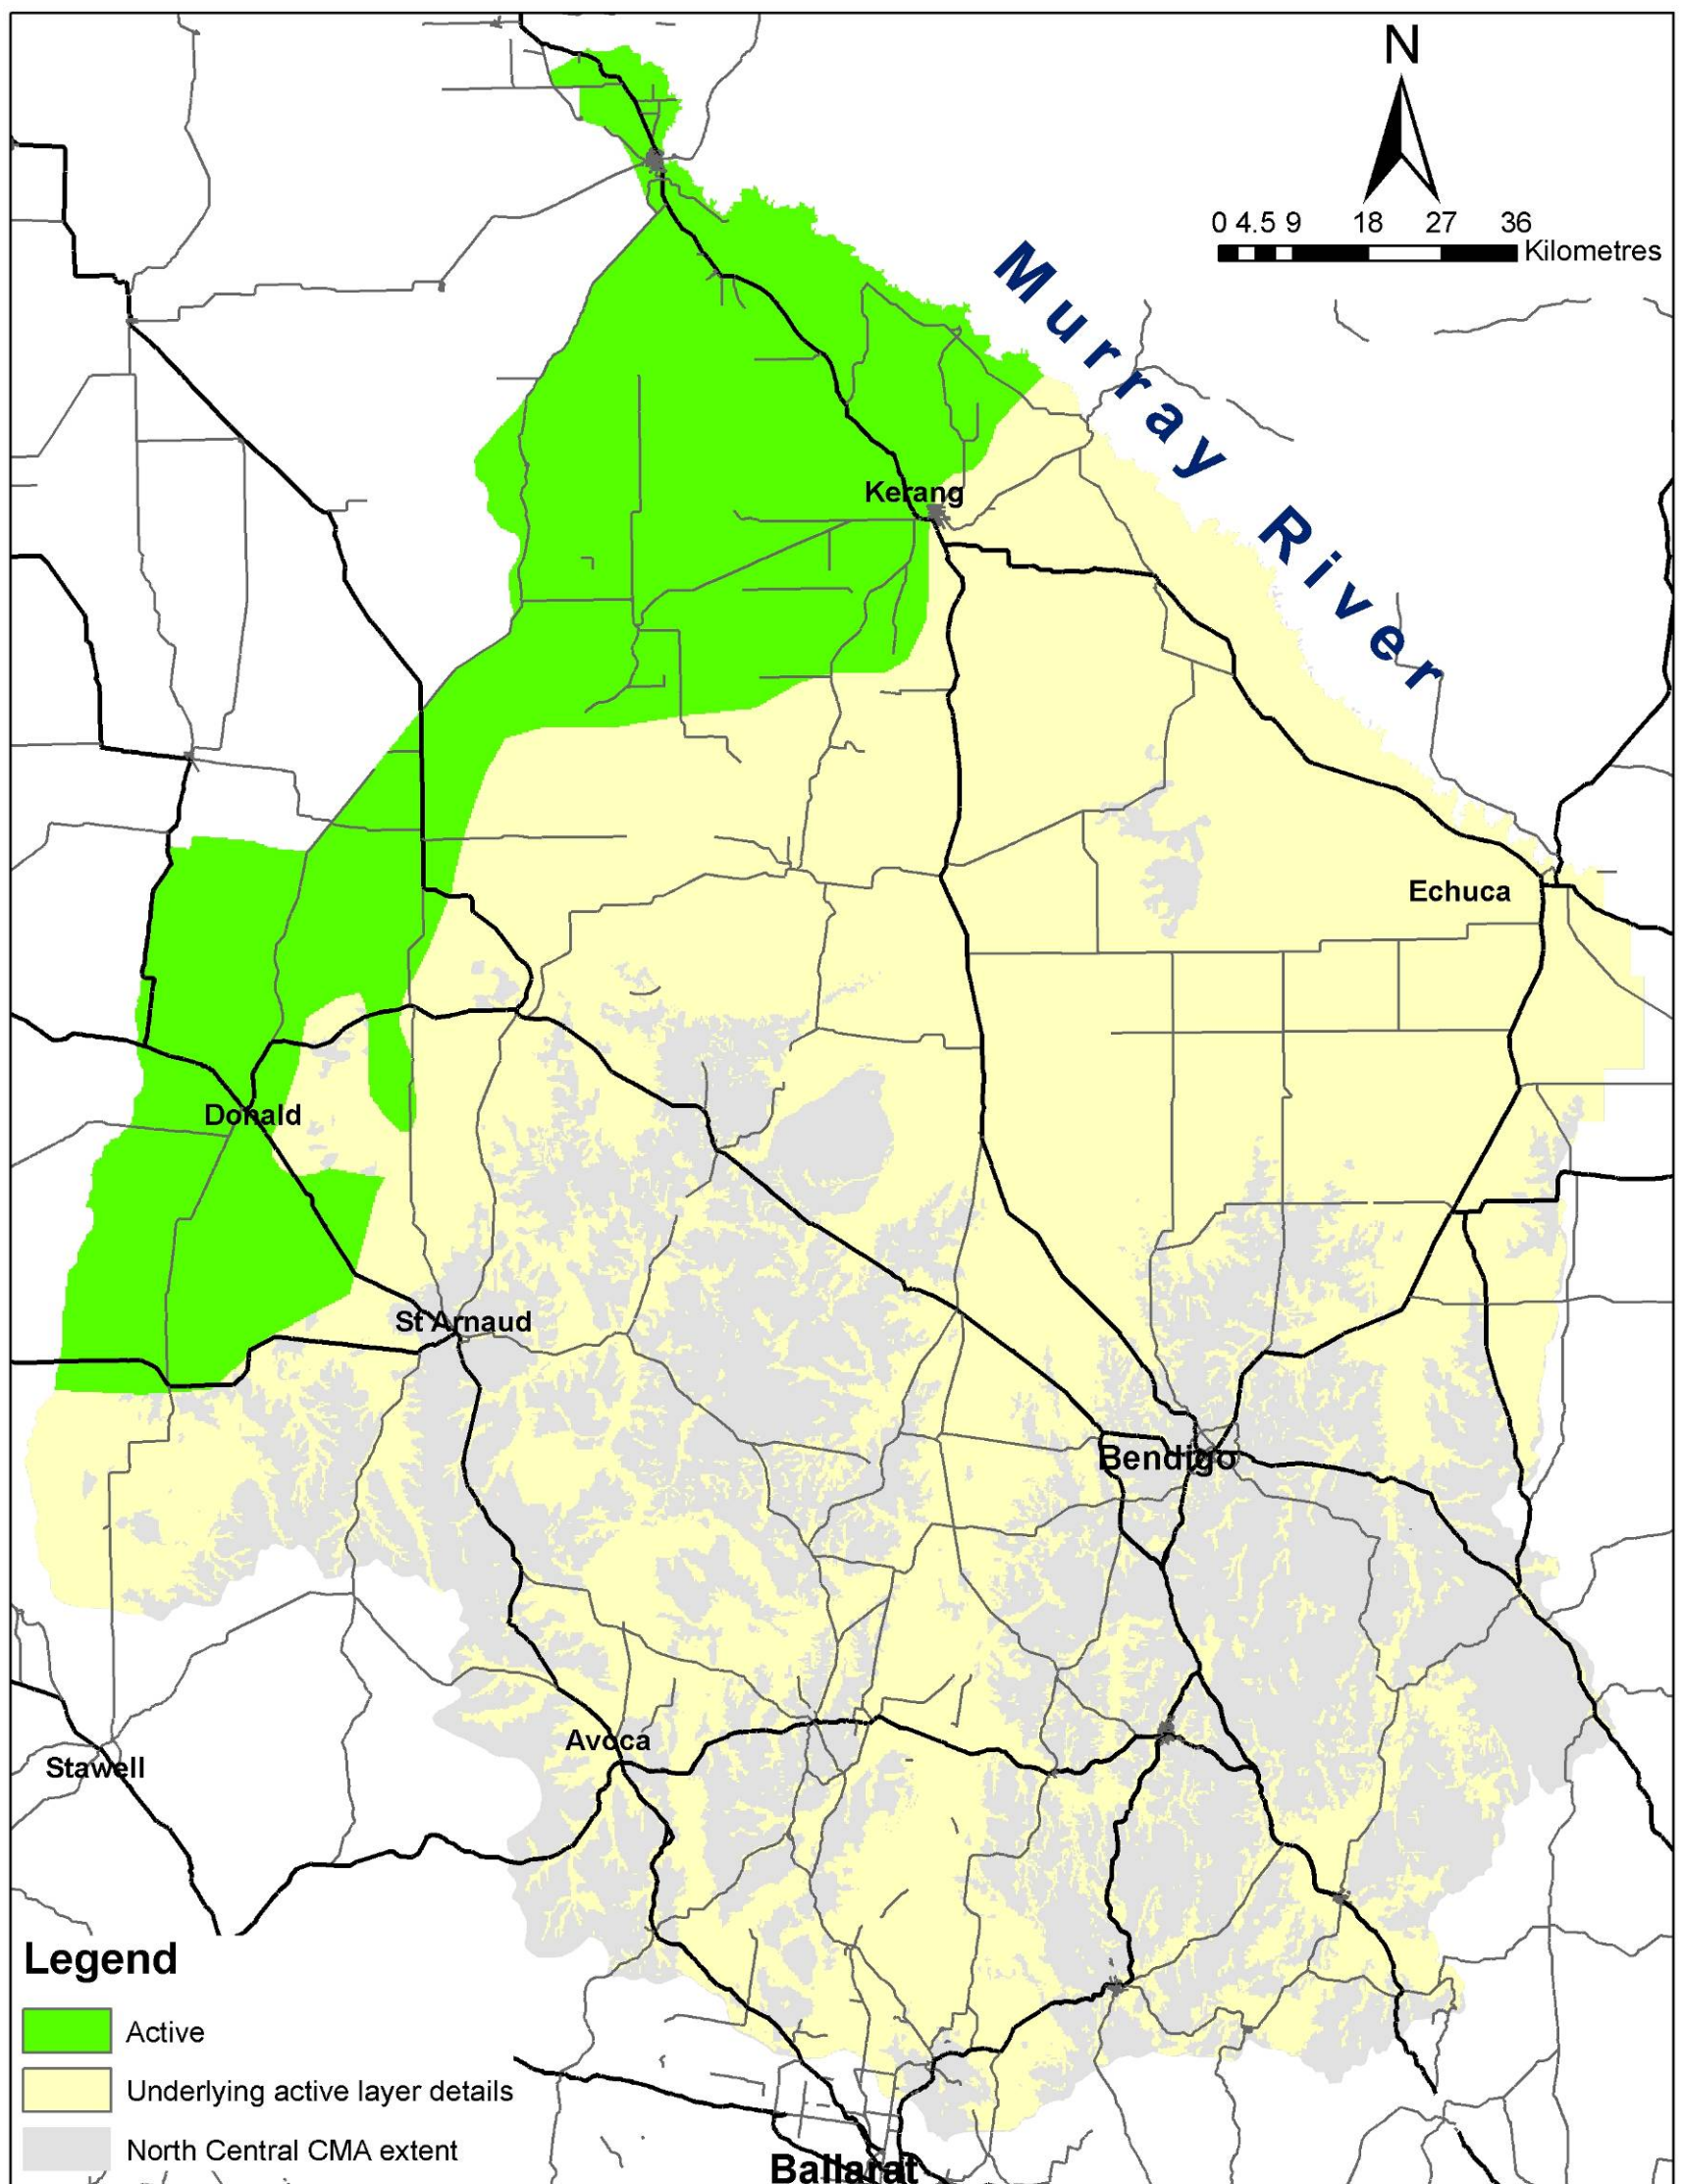 N
0 4.5 9 18 27 36
Kilometres
Murray River
Kerang
Echuca
Donald
St Arnaud
Bendigo
Avoca
Stawell
Legend
Active
Underlying active layer details
North Central CMA extent
Ballarat